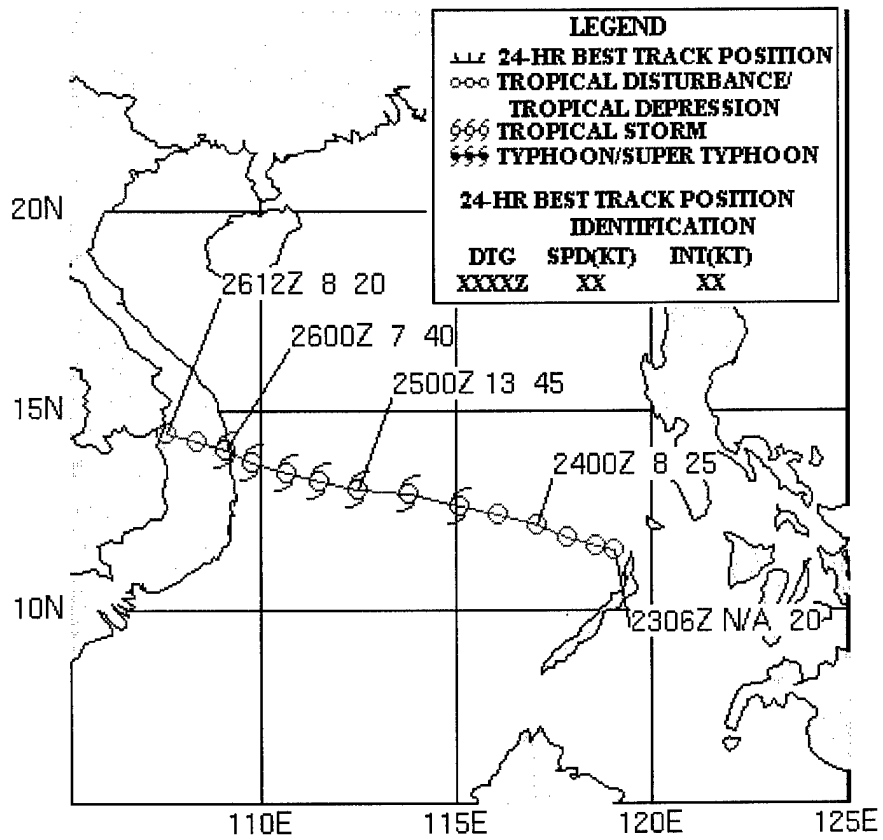 LEGEND
24-HR BEST TRACK POSITION
TROPICAL DISTURBANCE/
TROPICAL DEPRESSION
TROPICAL STORM
TYPHOON/SUPER TYPHOON
24-HR BEST TRACK POSITION
IDENTIFICATION
DTG SPD(KT) INT(KT)
XXXXZ XX XX
20N
2612Z 8 20
2600Z 7 40
2500Z 13 45
15N
2400Z 8 25
10N
2306Z N/A 20
110E 115E 120E 125E